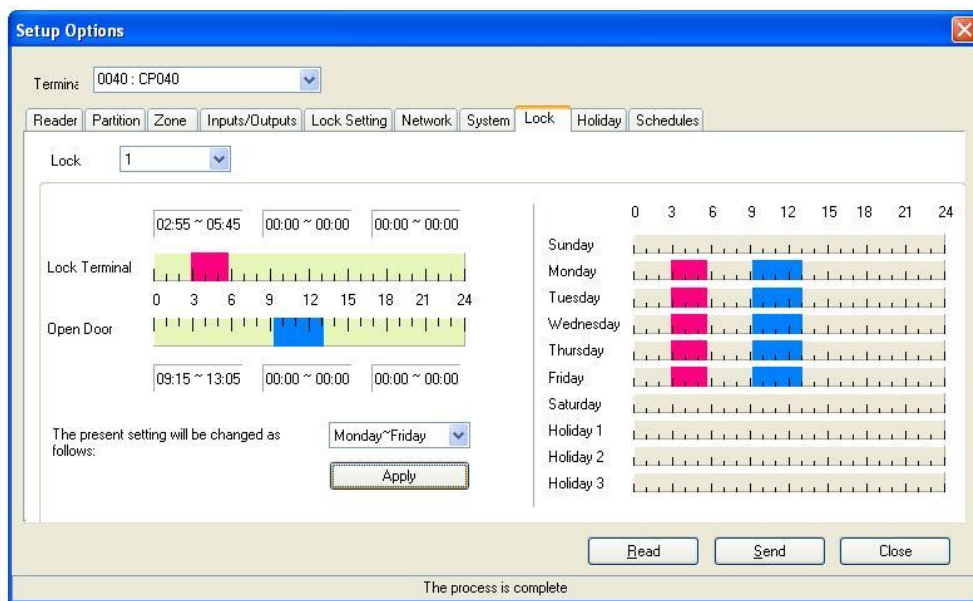 Setup Options
Termina 0040 : CP040
Reader Partition Zone Inputs/Outputs Lock Setting Network System Lock Holiday Schedules
Lock 1
02:55 ~ 05:45 00:00 ~ 00:00 00:00 ~ 00:00
Lock Terminal
0 3 6 9 12 15 18 21 24
Open Door
09:15 ~ 13:05 00:00 ~ 00:00 00:00 ~ 00:00
The present setting will be changed as
follows:
Monday~Friday
Apply
0 3 6 9 12 15 18 21 24
Sunday
Monday
Tuesday
Wednesday
Thursday
Friday
Saturday
Holiday 1
Holiday 2
Holiday 3
Read Send Close
The process is complete